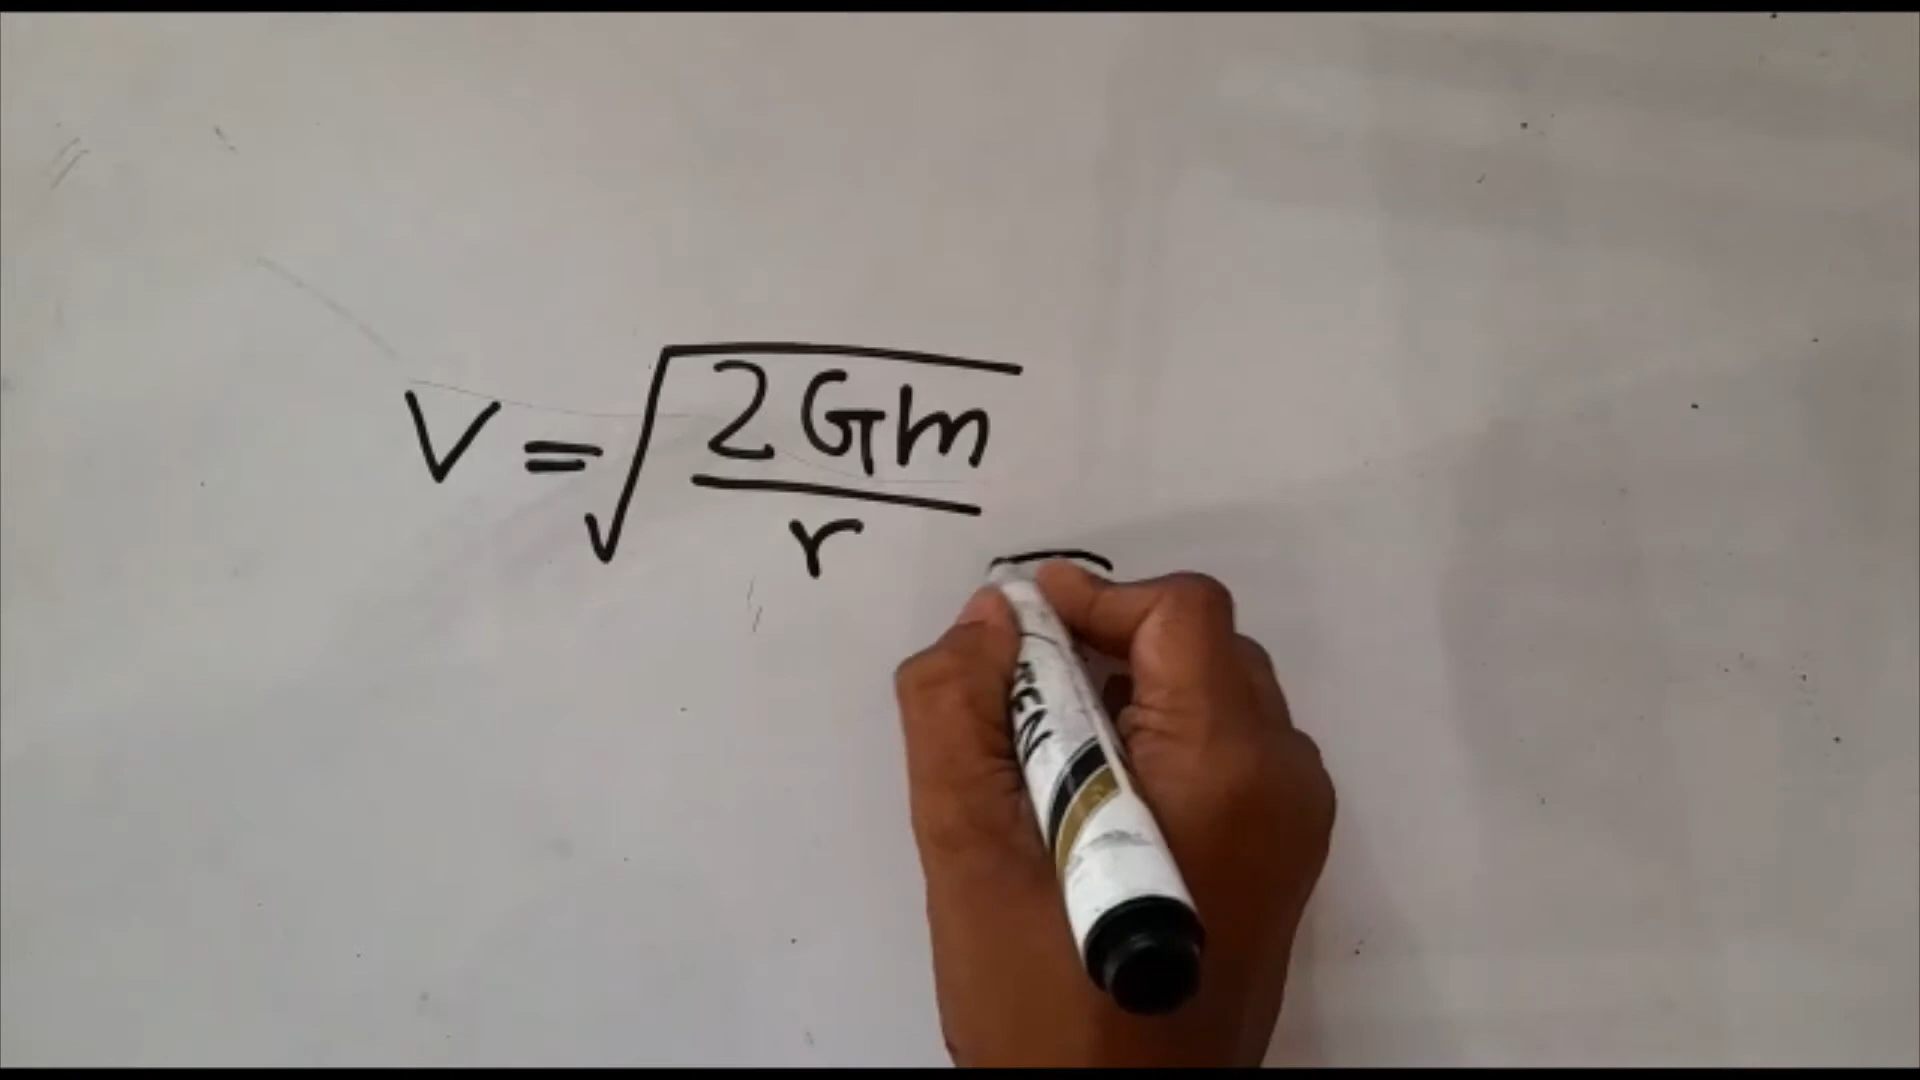 V = √(2Gm / r)